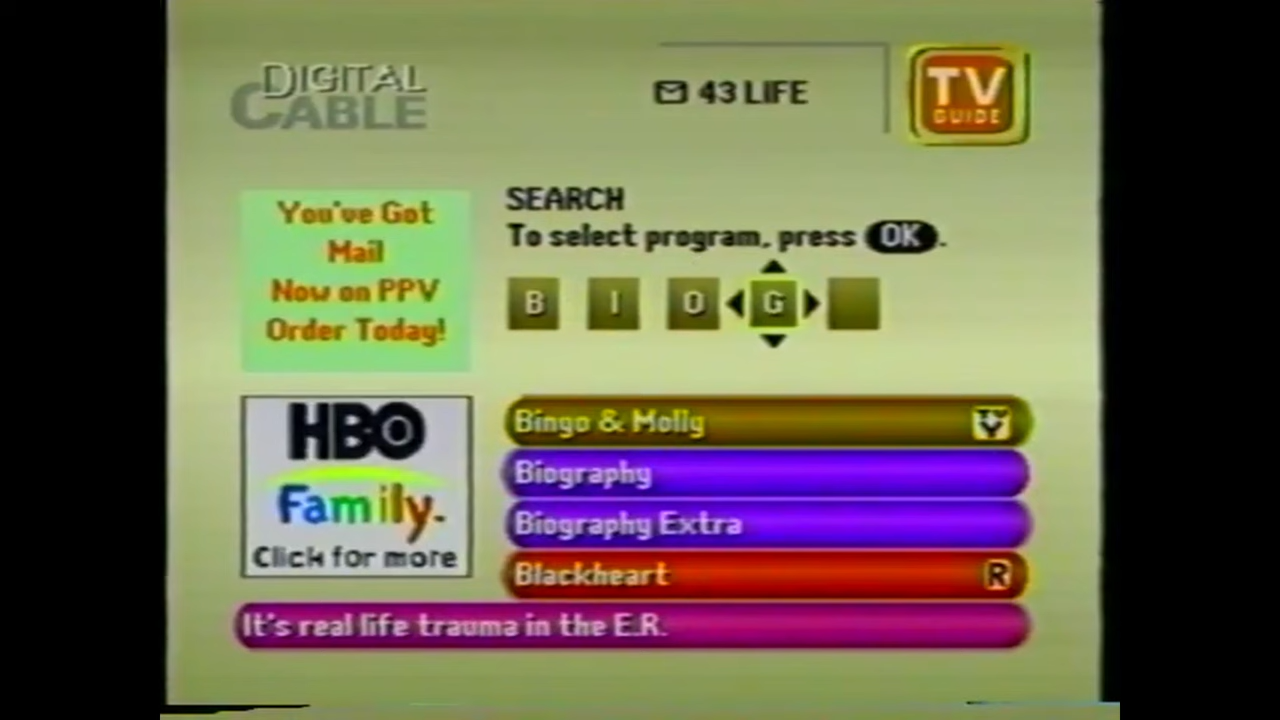 DIGITAL
CABLE
43 LIFE
TV
GUIDE
You've Got
Mail
Now on PPV
Order Today!
SEARCH
To select program, press OK.
B I O G
HBO
Family.
Click for more
Bingo & Molly
Biography
Biography Extra
Blackheart R
It's real life trauma in the E.R.